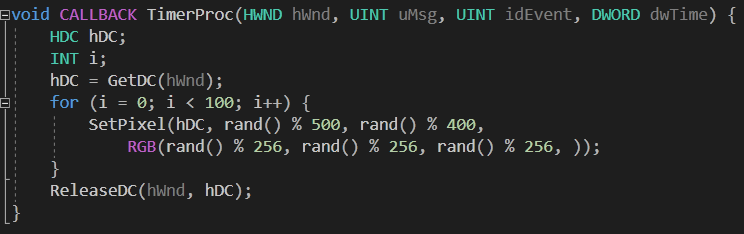 void CALLBACK TimerProc(HWND hWnd, UINT uMsg, UINT idEvent, DWORD dwTime) {
    HDC hDC;
    INT i;
    hDC = GetDC(hWnd);
    for (i = 0; i < 100; i++) {
        SetPixel(hDC, rand() % 500, rand() % 400,
            RGB(rand() % 256, rand() % 256, rand() % 256, ));
    }
    ReleaseDC(hWnd, hDC);
}